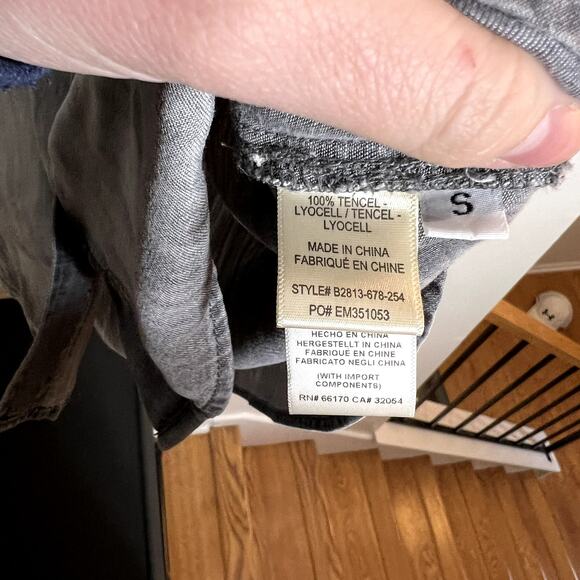 S
100% TENCEL -
LYOCELL / TENCEL -
LYOCELL
MADE IN CHINA
FABRIQUÉ EN CHINE
STYLE# B2813-678-254
PO# EM351053
HECHO EN CHINA
HERGESTELLT IN CHINA
FABRIQUE EN CHINE
FABRICATO NEGLI CHINA
(WITH IMPORT
COMPONENTS)
RN# 66170 CA# 32054